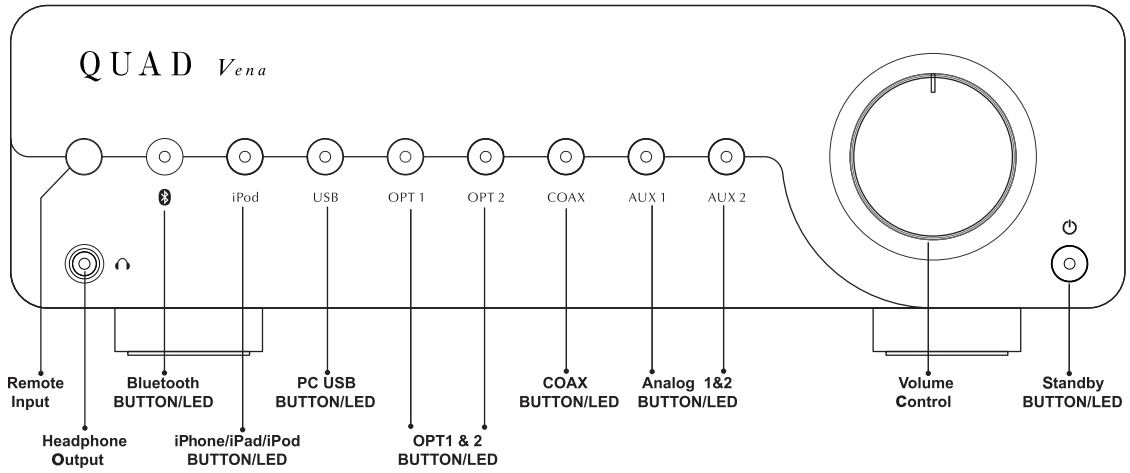 QUAD Vena
iPod USB OPT 1 OPT 2 COAX AUX 1 AUX 2
Remote
Input
Bluetooth
BUTTON/LED
PC USB
BUTTON/LED
COAX
BUTTON/LED
Analog 1&2
BUTTON/LED
Volume
Control
Standby
BUTTON/LED
Headphone
Output
iPhone/iPad/iPod
BUTTON/LED
OPT1 & 2
BUTTON/LED